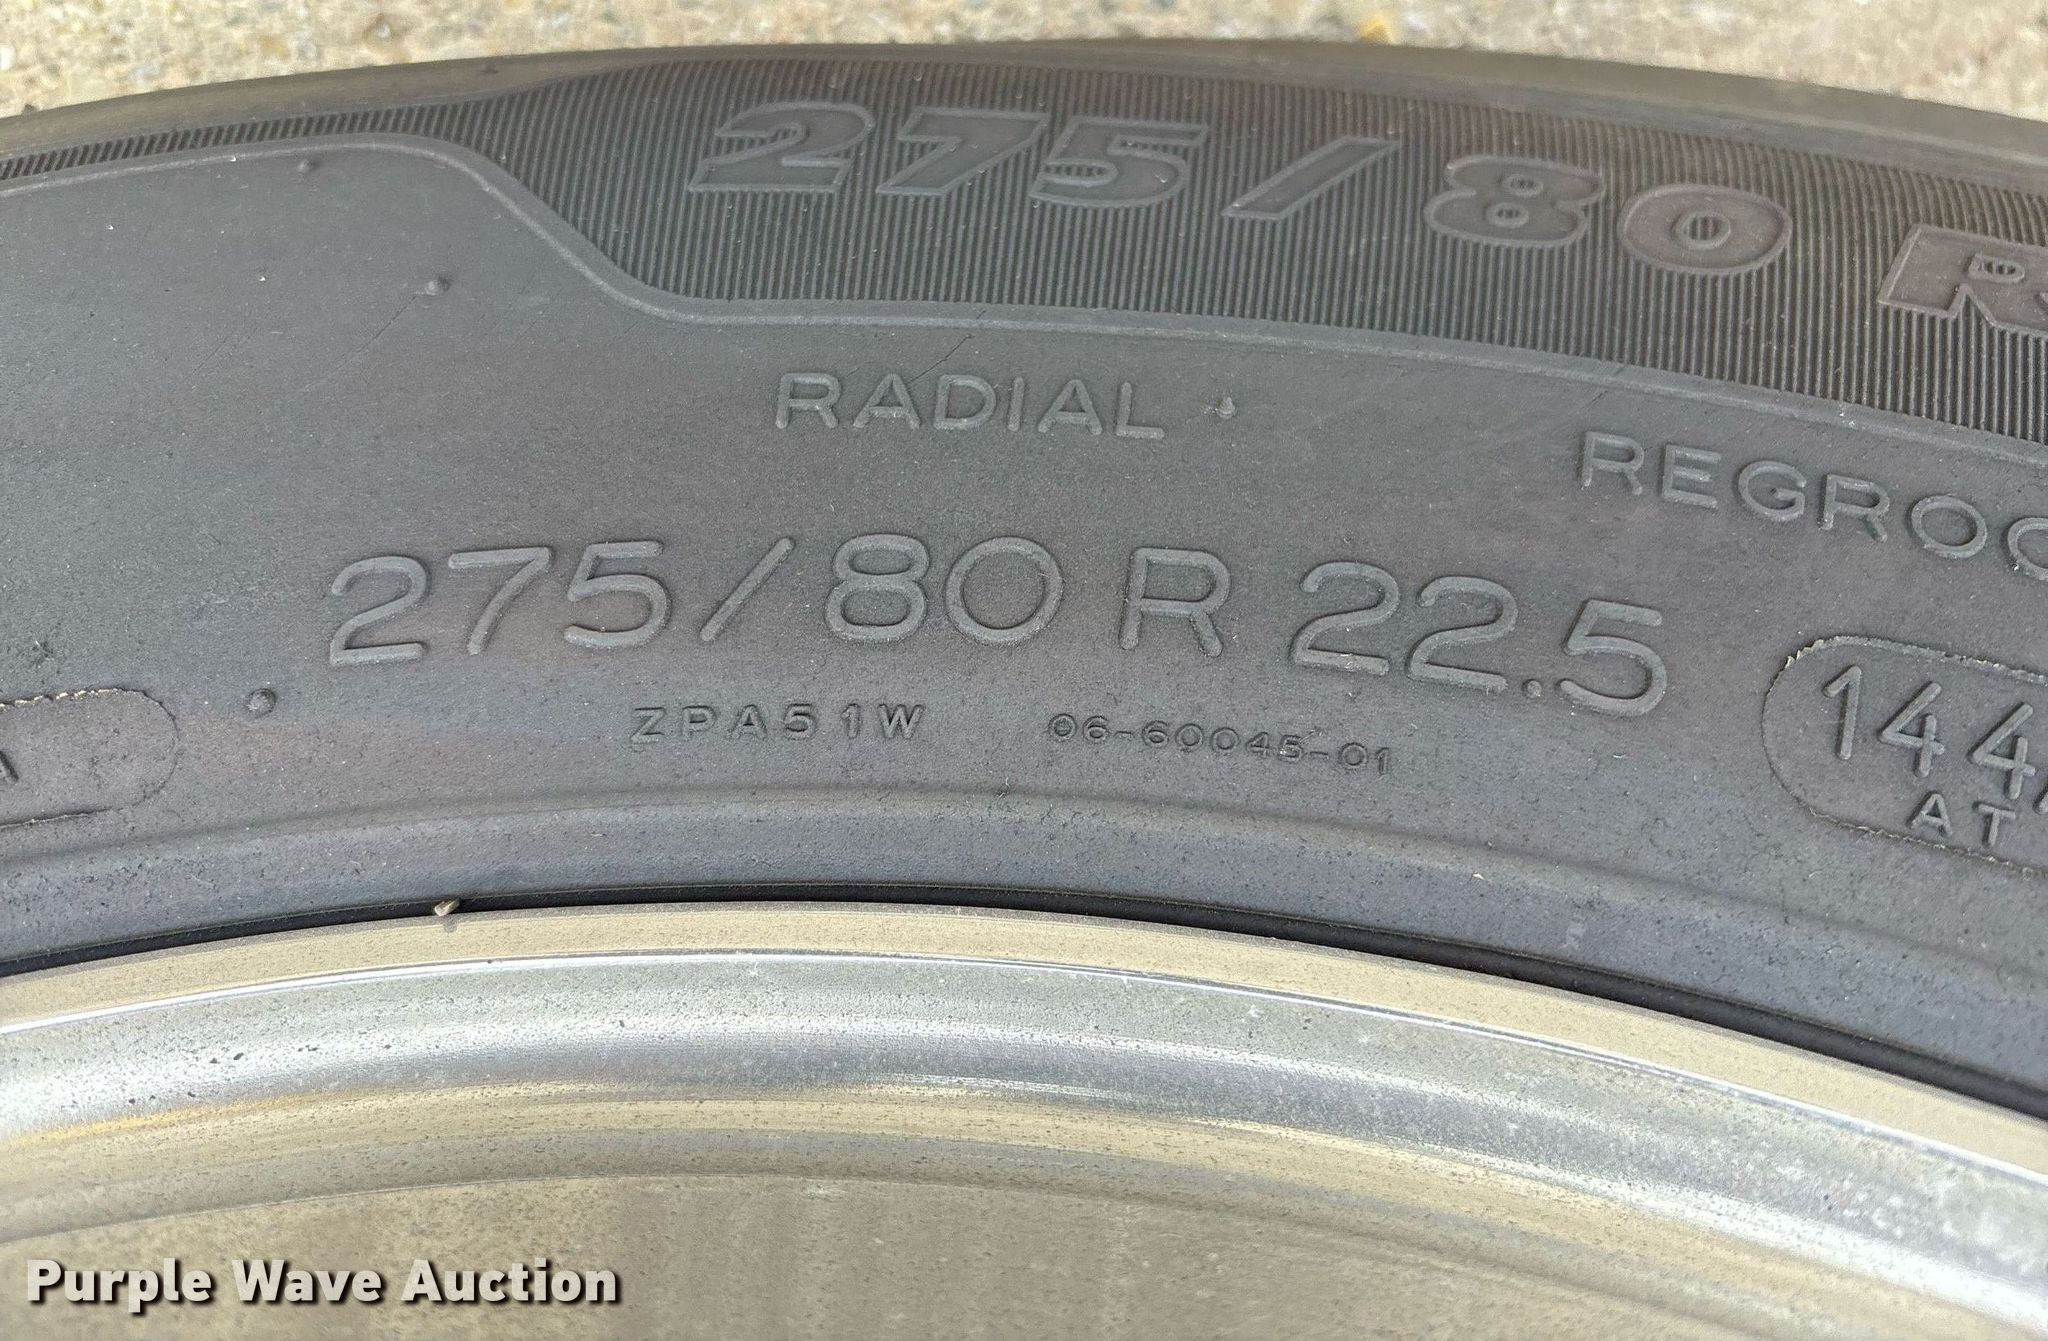 275/80 R
RADIAL
REGROO
275/80 R 22.5
ZPA51W 06-60045-01
144/
AT
A
Purple Wave Auction